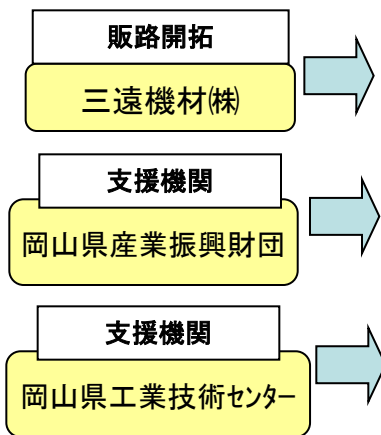 販路開拓
三遠機材㈱
支援機関
岡山県産業振興財団
支援機関
岡山県工業技術センター